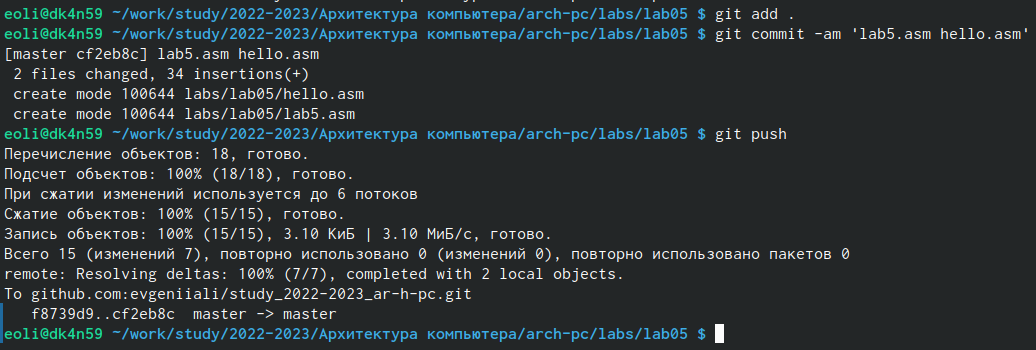 eoli@dk4n59 ~/work/study/2022-2023/Архитектура компьютера/arch-pc/labs/lab05 $ git add .
eoli@dk4n59 ~/work/study/2022-2023/Архитектура компьютера/arch-pc/labs/lab05 $ git commit -am 'lab5.asm hello.asm'
[master cf2eb8c] lab5.asm hello.asm
 2 files changed, 34 insertions(+)
 create mode 100644 labs/lab05/hello.asm
 create mode 100644 labs/lab05/lab5.asm
eoli@dk4n59 ~/work/study/2022-2023/Архитектура компьютера/arch-pc/labs/lab05 $ git push
Перечисление объектов: 18, готово.
Подсчет объектов: 100% (18/18), готово.
При сжатии изменений используется до 6 потоков
Сжатие объектов: 100% (15/15), готово.
Запись объектов: 100% (15/15), 3.10 КиБ | 3.10 МиБ/с, готово.
Всего 15 (изменений 7), повторно использовано 0 (изменений 0), повторно использовано пакетов 0
remote: Resolving deltas: 100% (7/7), completed with 2 local objects.
To github.com:evgeniiali/study_2022-2023_ar-h-pc.git
   f8739d9..cf2eb8c  master -> master
eoli@dk4n59 ~/work/study/2022-2023/Архитектура компьютера/arch-pc/labs/lab05 $